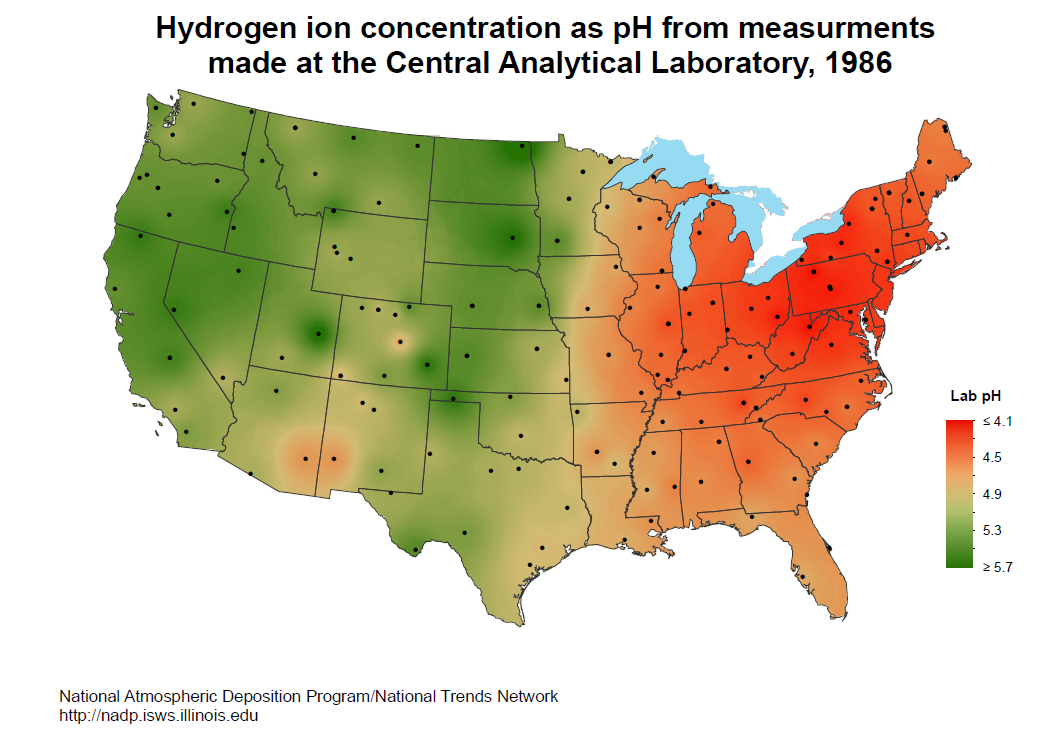 Hydrogen ion concentration as pH from measurments
made at the Central Analytical Laboratory, 1986
Lab pH
≤ 4.1
4.5
4.9
5.3
≥ 5.7
National Atmospheric Deposition Program/National Trends Network
http://nadp.isws.illinois.edu